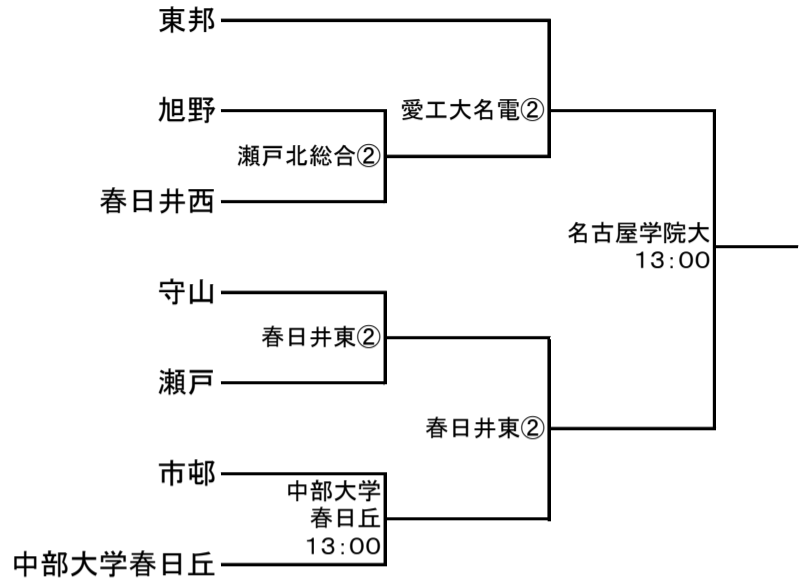 東邦
旭野
愛工大名電②
瀬戸北総合②
春日井西
名古屋学院大
13:00
守山
春日井東②
瀬戸
春日井東②
市邨
中部大学
春日丘
13:00
中部大学春日丘